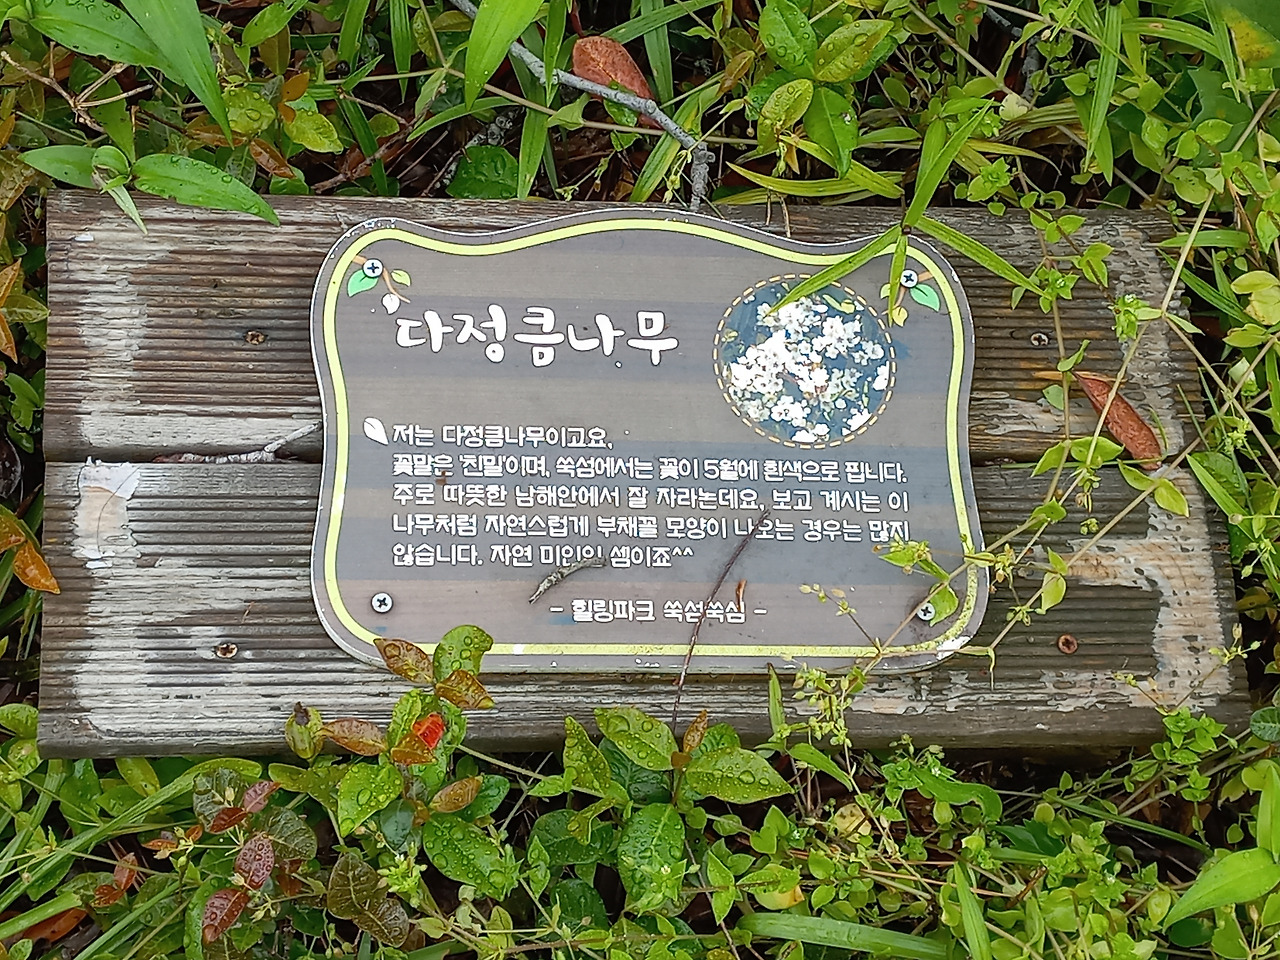 다정큼나무
저는 다정큼나무이고요,
꽃말은 '친밀'이며, 쑥섬에서는 꽃이 5월에 흰색으로 핍니다.
주로 따뜻한 남해안에서 잘 자라는데요, 보고 계시는 이
나무처럼 자연스럽게 부채꼴 모양이 나오는 경우는 많지
않습니다. 자연 미인인 셈이죠^^
- 힐링파크 쑥섬쑥섬 -